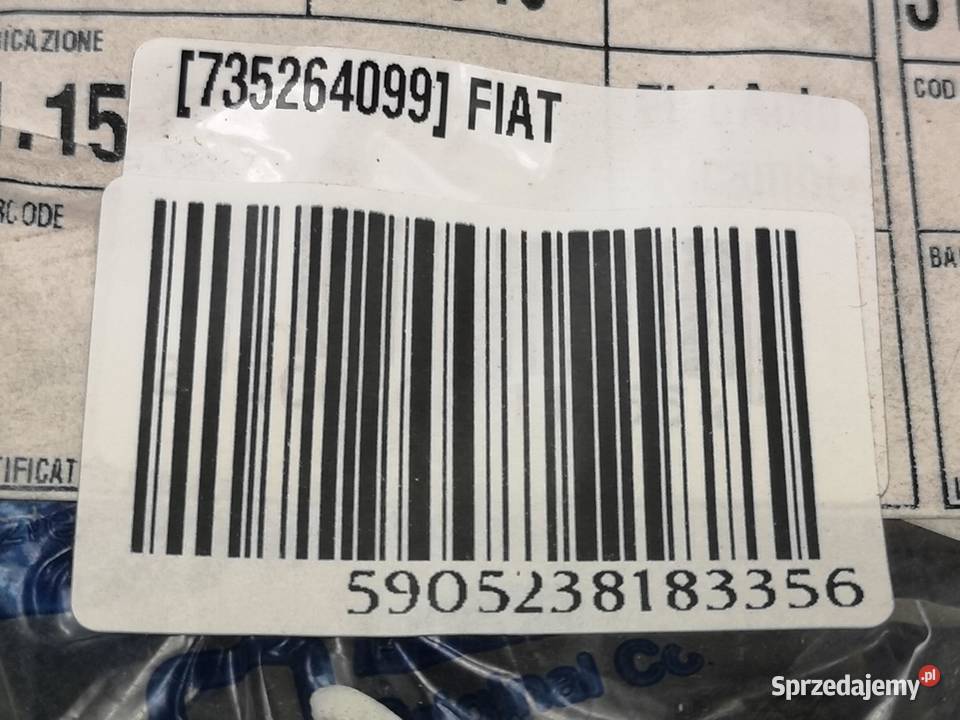 ICAZIONE
.15
[735264099] FIAT
COD
RCODE
BA
TIFICAT
5905238183356
Sprzedajemy.pl